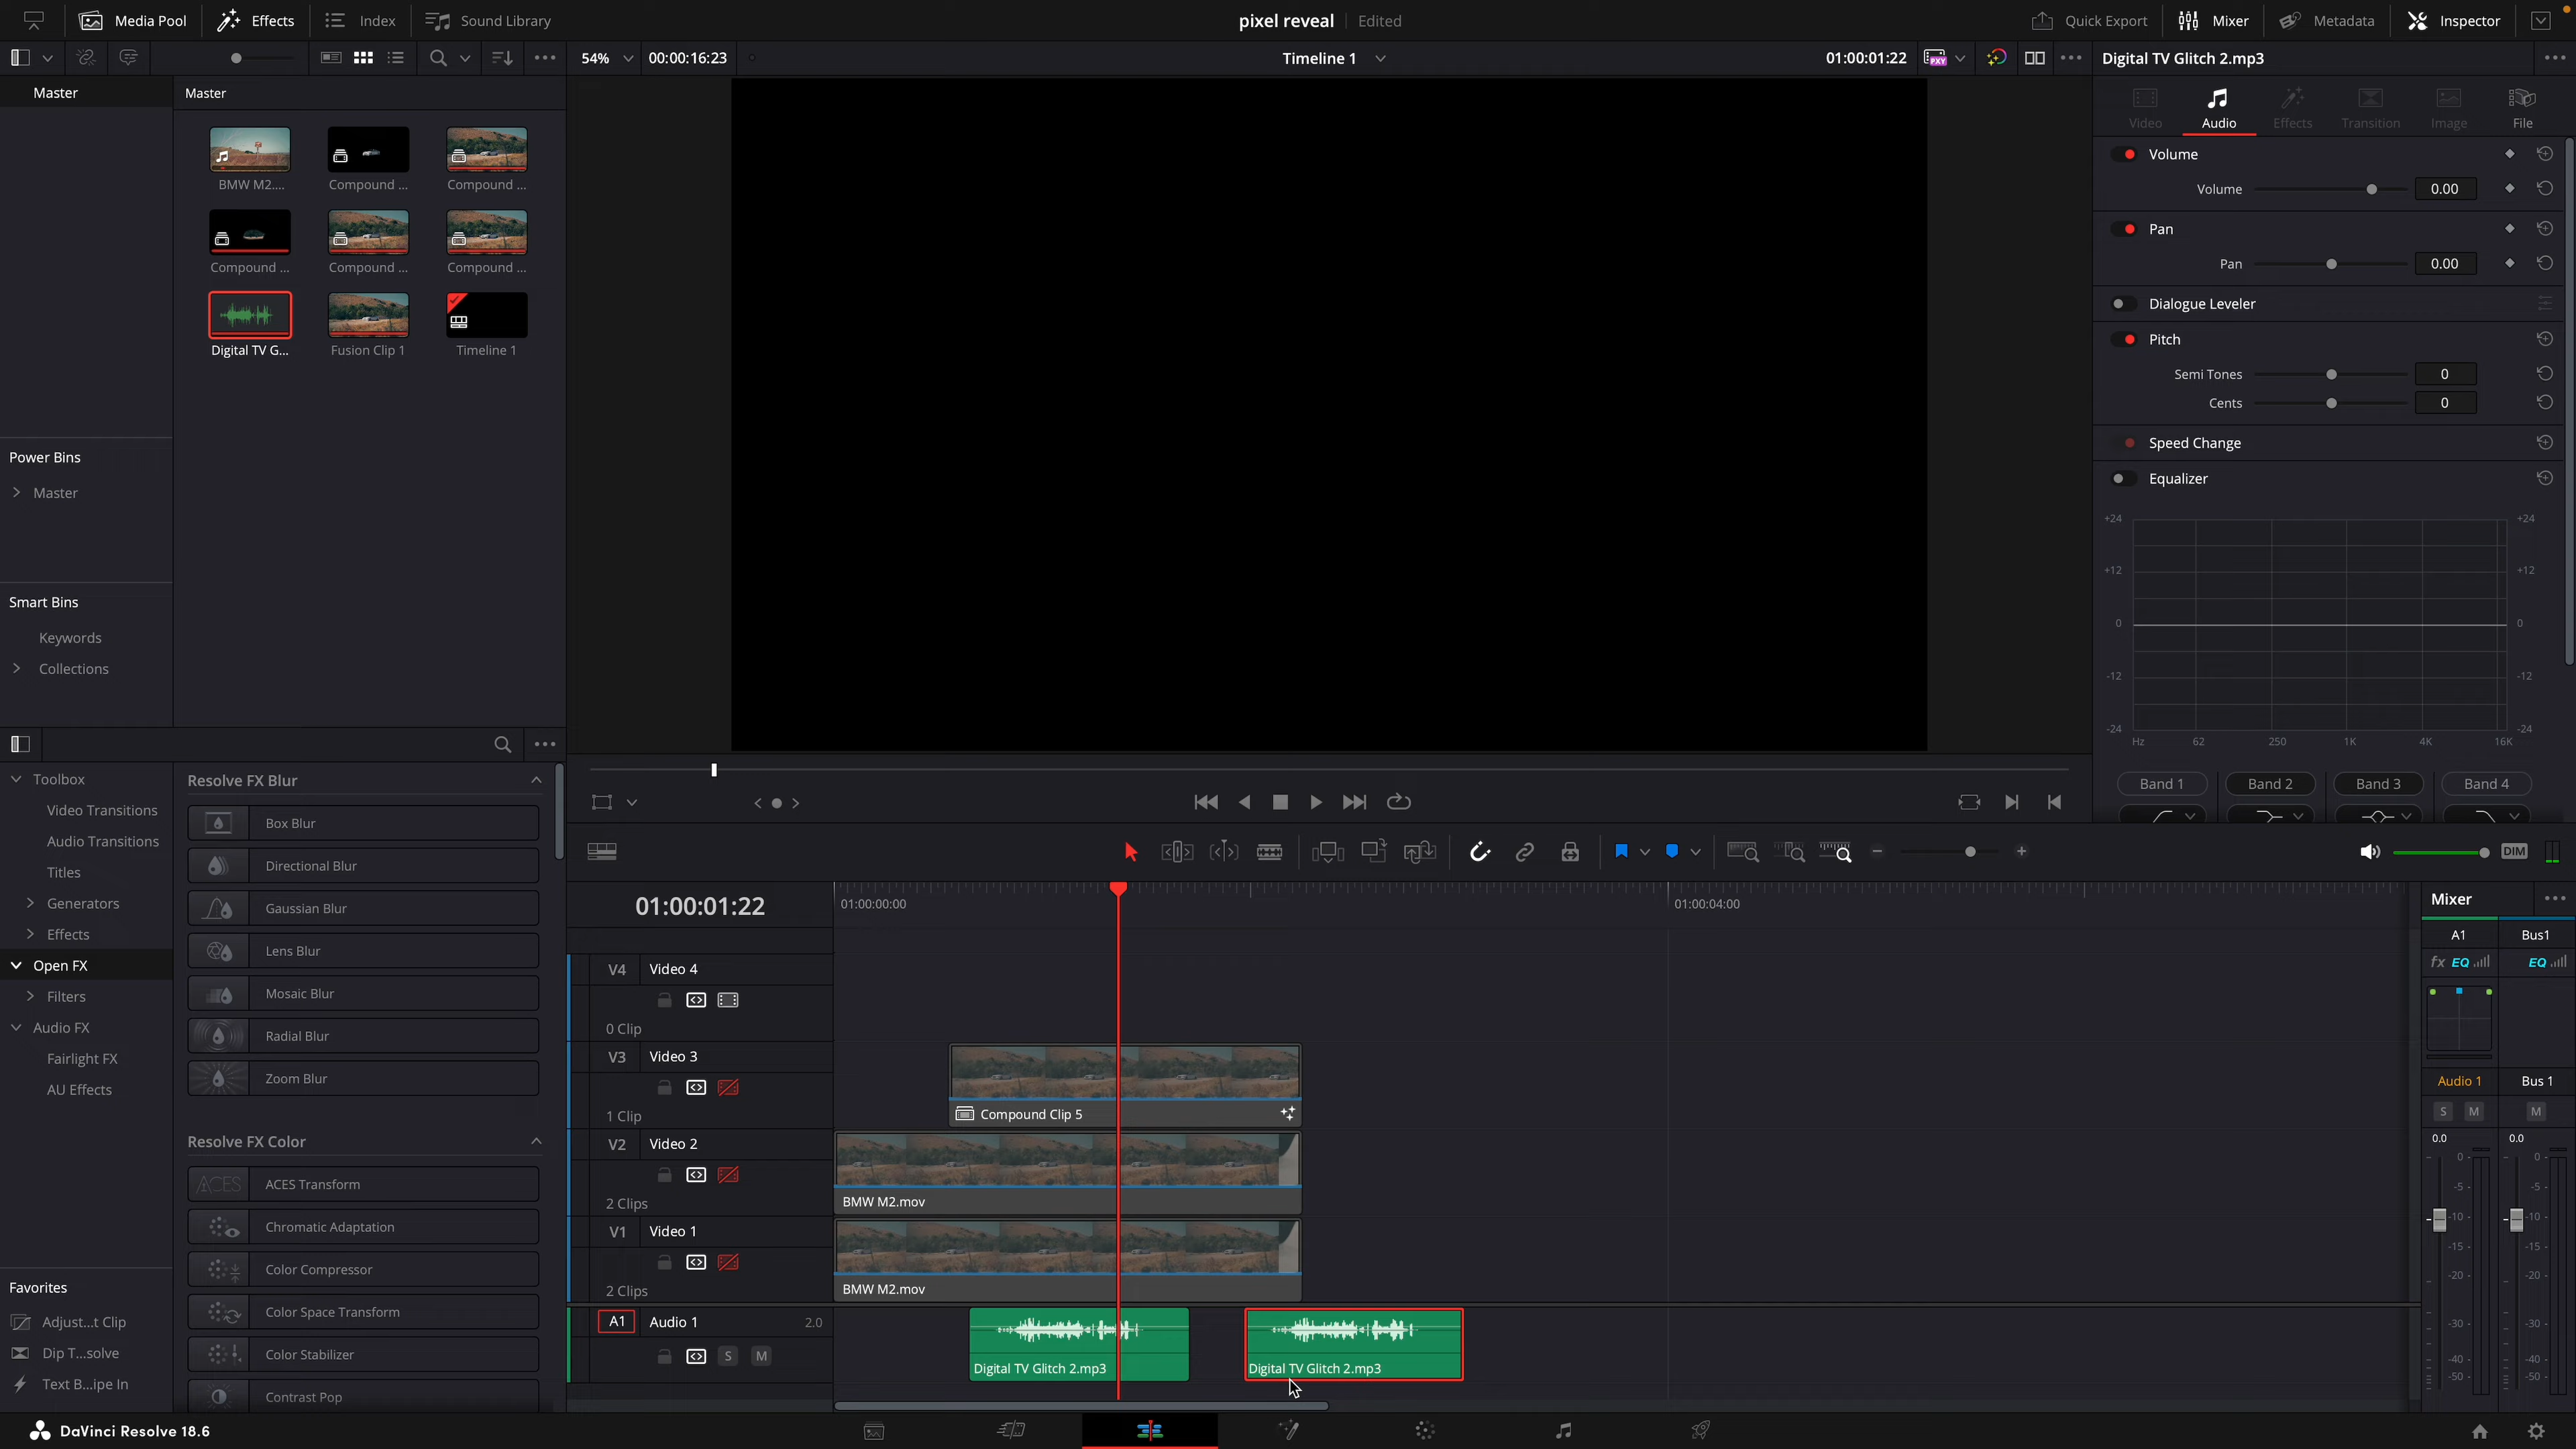 Media Pool Effects Index Sound Library pixel reveal Edited Quick Export Mixer Metadata Inspector
54% 00:00:16:23 Timeline 1 01:00:01:22 PXY Digital TV Glitch 2.mp3
Master Master
Video Audio Effects Transition Image File
BMW M2.... Compound ... Compound ...
Compound ... Compound ... Compound ...
Digital TV G... Fusion Clip 1 Timeline 1
Volume
Volume 0.00
Pan
Pan 0.00
Dialogue Leveler
Pitch
Semi Tones 0
Cents 0
Speed Change
Equalizer
+24 +24
+12 +12
0 0
-12 -12
-24 -24
Hz 62 250 1K 4K 16K
Band 1 Band 2 Band 3 Band 4
Power Bins
Master
Smart Bins
Keywords
Collections
Toolbox
Video Transitions
Audio Transitions
Titles
Generators
Effects
Open FX
Filters
Audio FX
Fairlight FX
AU Effects
Favorites
Adjust...t Clip
Dip T...solve
Text B...ipe In
Resolve FX Blur
Box Blur
Directional Blur
Gaussian Blur
Lens Blur
Mosaic Blur
Radial Blur
Zoom Blur
Resolve FX Color
ACES ACES Transform
Chromatic Adaptation
Color Compressor
Color Space Transform
Color Stabilizer
Contrast Pop
DIM
01:00:01:22 01:00:00:00 01:00:04:00
V4 Video 4
0 Clip
V3 Video 3
1 Clip
Compound Clip 5
V2 Video 2
2 Clips
BMW M2.mov
V1 Video 1
2 Clips
BMW M2.mov
A1 Audio 1 2.0
S M
Digital TV Glitch 2.mp3 Digital TV Glitch 2.mp3
Mixer
A1 Bus1
fx EQ EQ
Audio 1 Bus 1
S M M
0.0 0.0
0- 0-
-5- -5-
-10- -10-
-15- -15-
-20- -20-
-30- -30-
-40- -40-
-50- -50-
DaVinci Resolve 18.6